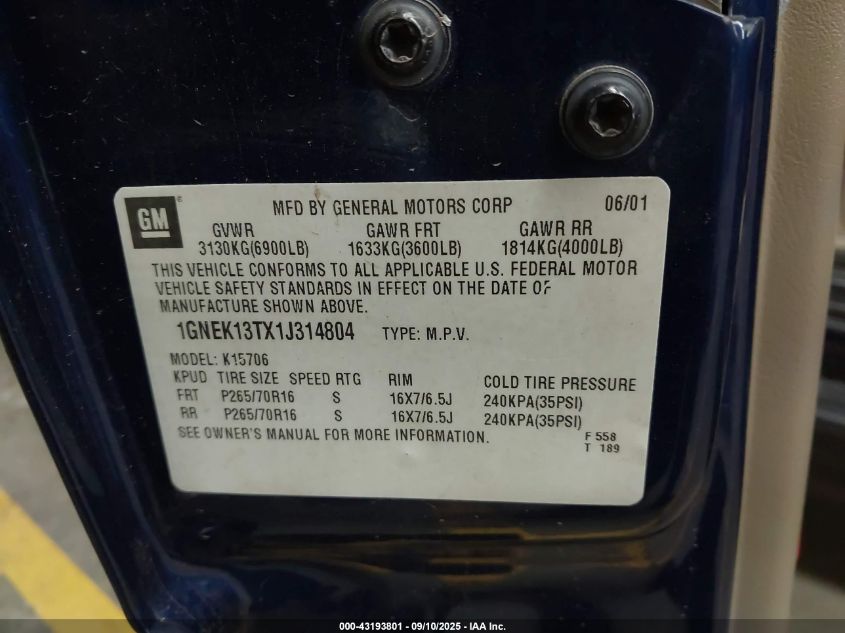 GM
MFD BY GENERAL MOTORS CORP 06/01
GVWR GAWR FRT GAWR RR
3130KG(6900LB) 1633KG(3600LB) 1814KG(4000LB)
THIS VEHICLE CONFORMS TO ALL APPLICABLE U.S. FEDERAL MOTOR
VEHICLE SAFETY STANDARDS IN EFFECT ON THE DATE OF
MANUFACTURE SHOWN ABOVE.
1GNEK13TX1J314804 TYPE: M.P.V.
MODEL: K15706
KPUD TIRE SIZE SPEED RTG RIM COLD TIRE PRESSURE
FRT P265/70R16 S 16X7/6.5J 240KPA(35PSI)
RR P265/70R16 S 16X7/6.5J 240KPA(35PSI)
SEE OWNER'S MANUAL FOR MORE INFORMATION.
F 558
T 189
000-43193801 - 09/10/2025 - IAA Inc.